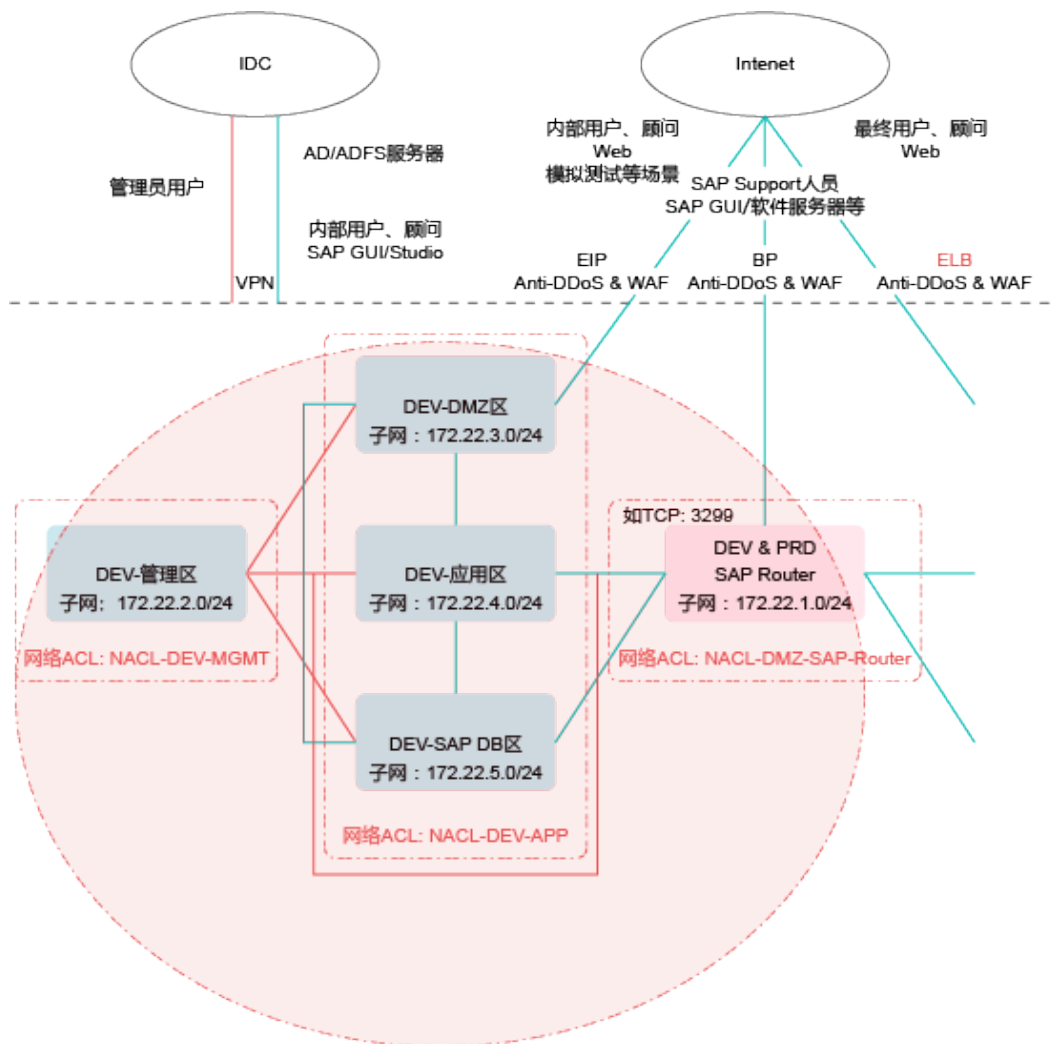 IDC
Intenet
AD/ADFS服务器
管理员用户
内部用户、顾问
SAP GUI/Studio
VPN
内部用户、顾问
Web
模拟测试等场景
最终用户、顾问
Web
SAP Support人员
SAP GUI/软件服务器等
EIP
Anti-DDoS & WAF
BP
Anti-DDoS & WAF
ELB
Anti-DDoS & WAF
DEV-DMZ区
子网：172.22.3.0/24
DEV-管理区
子网：172.22.2.0/24
网络ACL: NACL-DEV-MGMT
DEV-应用区
子网：172.22.4.0/24
如TCP: 3299
DEV & PRD
SAP Router
子网：172.22.1.0/24
网络ACL: NACL-DMZ-SAP-Router
DEV-SAP DB区
子网：172.22.5.0/24
网络ACL: NACL-DEV-APP